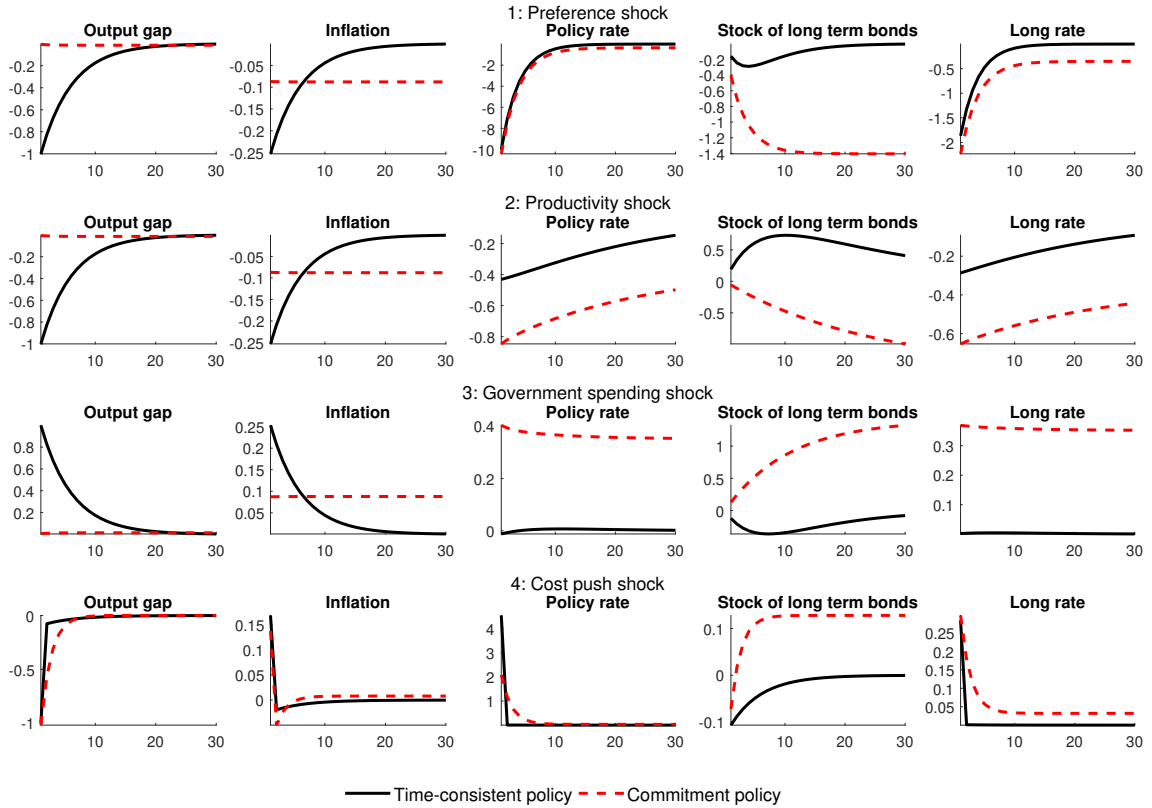 1: Preference shock
Output gap Inflation Policy rate Stock of long term bonds Long rate
-0.2 -0.4 -0.6 -0.8 -1
-0.05 -0.1 -0.15 -0.2 -0.25
-2 -4 -6 -8 -10
-0.2 -0.4 -0.6 -0.8 -1 -1.2 -1.4
-0.5 -1 -1.5 -2
10 20 30 10 20 30 10 20 30 10 20 30 10 20 30
2: Productivity shock
Output gap Inflation Policy rate Stock of long term bonds Long rate
-0.2 -0.4 -0.6 -0.8 -1
-0.05 -0.1 -0.15 -0.2 -0.25
-0.2 -0.4 -0.6 -0.8
0.5 0 -0.5
-0.2 -0.4 -0.6
10 20 30 10 20 30 10 20 30 10 20 30 10 20 30
3: Government spending shock
Output gap Inflation Policy rate Stock of long term bonds Long rate
0.8 0.6 0.4 0.2
0.25 0.2 0.15 0.1 0.05
0.4 0.2 0
1 0.5 0
0.3 0.2 0.1
10 20 30 10 20 30 10 20 30 10 20 30 10 20 30
4: Cost push shock
Output gap Inflation Policy rate Stock of long term bonds Long rate
0 -0.5 -1
0.15 0.1 0.05 0
4 3 2 1
0.1 0 -0.1
0.25 0.2 0.15 0.1 0.05
10 20 30 10 20 30 10 20 30 10 20 30 10 20 30
Time-consistent policy Commitment policy